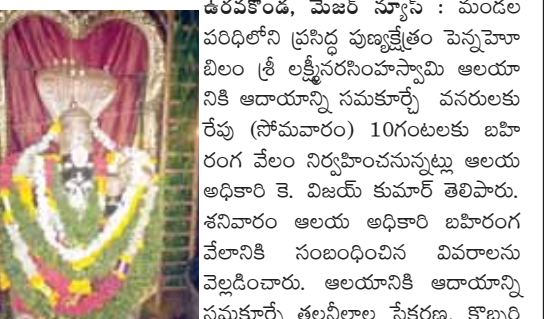 ఉరవకొండ, మేజర్ న్యూస్ : మండల
పరిధిలోని ప్రసిద్ధ పుణ్యక్షేత్రం పెన్నహెూ
బిలం శ్రీ లక్ష్మీనరసింహస్వామి ఆలయా
నికి ఆదాయాన్ని సమకూర్చే వనరులకు
రేపు (సోమవారం) 10గంటలకు బహి
రంగ వేలం నిర్వహించనున్నట్లు ఆలయ
అధికారి కె. విజయ్ కుమార్ తెలిపారు.
శనివారం ఆలయ అధికారి బహిరంగ
వేలానికి సంబంధించిన వివరాలను
వెల్లడించారు. ఆలయానికి ఆదాయాన్ని
సమకూర్చే తలనీలాల సేకరణ, కొబ్బరి